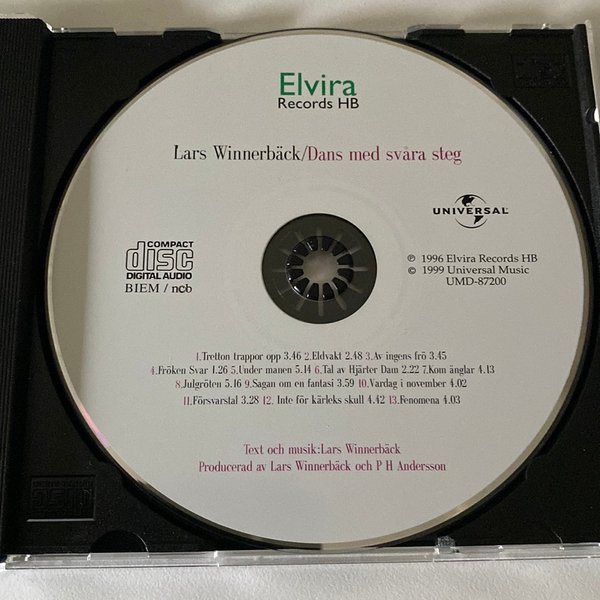 Elvira
Records HB
Lars Winnerbäck/Dans med svåra steg
UNIVERSAL
COMPACT
disc
DIGITAL AUDIO
BIEM / ncb
℗ 1996 Elvira Records HB
© 1999 Universal Music
UMD-87200
1.Tretton trappor opp 3.46 2.Eldvakt 2.48 3.Av ingens frö 3.45
4.Fröken Svår 1.26 5.Under månen 5.14 6.Tal av Hjärter Dam 2.22 7.Kom änglar 4.13
8.Julgröten 5.16 9.Sagan om en fantasi 3.59 10.Vardag i november 4.02
11.Försvarstal 3.28 12. Inte för kärleks skull 4.42 13.Fenomena 4.03
Text och musik:Lars Winnerbäck
Producerad av Lars Winnerbäck och P H Andersson